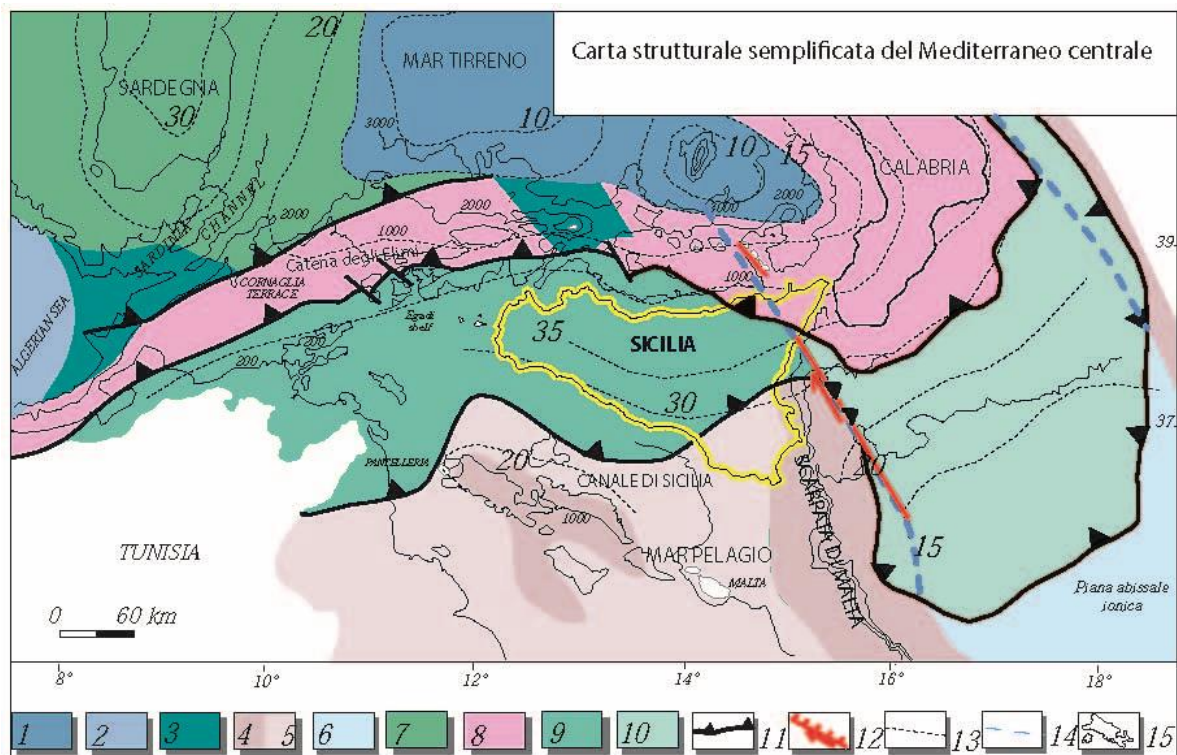 Carta strutturale semplificata del Mediterraneo centrale
20
MAR TIRRENO
SARDEGNA
30
10
3000
10
15
CALABRIA
2000
1000
2000
2000
SARDINIA CHANNEL
1000
39.
Catena degli Elimi
CORNAGLIA
TERRACE
1000
ALGERIAN SEA
Egadi
shelf
35
SICILIA
200
200
30
37.
20
20
PANTELLERIA
CANALE DI SICILIA
SCARPATA DI MALTA
1000
15
TUNISIA
MAR PELAGIO
MALTA
Piana abissale
ionica
0 60 km
8° 10° 12° 14° 16° 18°
1 2 3 4 5 6 7 8 9 10 11 12 13 14 15